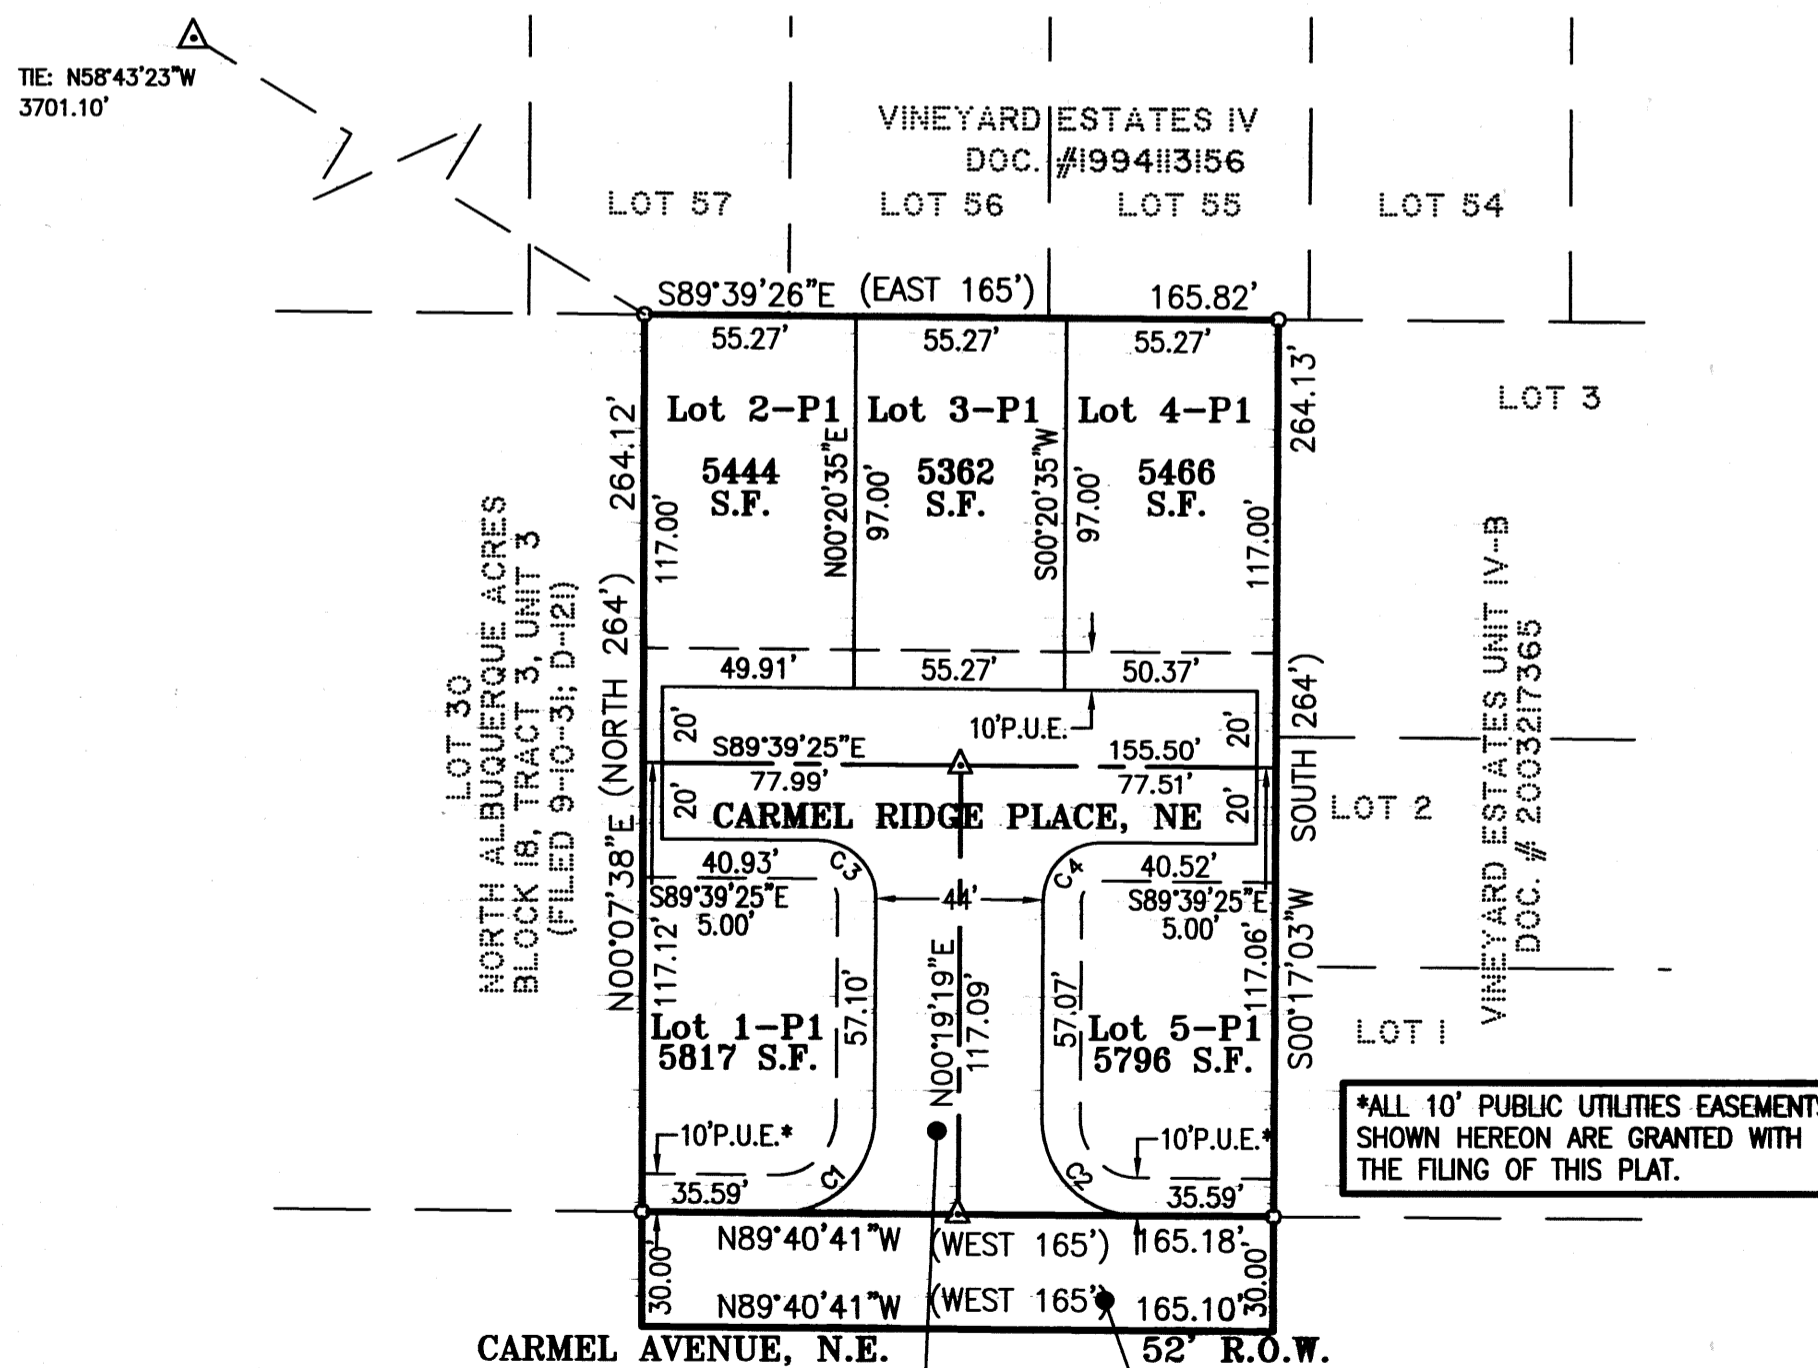 TIE: N58°43'23"W
3701.10'
VINEYARD ESTATES IV
DOC. #1994113156
LOT 57
LOT 56
LOT 55
LOT 54
S89°39'26"E (EAST 165') 165.82'
55.27'
55.27'
55.27'
LOT 3
Lot 2-P1
5444
S.F.
Lot 3-P1
5362
S.F.
Lot 4-P1
5466
S.F.
264.12'
117.00'
N00°20'35"E
97.00'
S00°20'35"W
97.00'
117.00'
264.13'
LOT 30
NORTH ALBUQUERQUE ACRES
BLOCK 18, TRACT 3, UNIT 3
(FILED 9-10-31; D-121)
N00°07'38"E (NORTH 264')
49.91'
55.27'
50.37'
10'P.U.E.
20'
20'
S89°39'25"E
155.50'
77.99'
77.51'
20'
20'
CARMEL RIDGE PLACE, NE
S00°17'03"W SOUTH 264')
LOT 2
VINEYARD ESTATES UNIT IV-B
DOC. # 2003217365
40.93'
C3
C4
40.52'
S89°39'25"E
5.00'
44'
S89°39'25"E
5.00'
117.12'
57.10'
N00°19'19"E
117.09'
57.07'
117.06'
Lot 1-P1
5817 S.F.
Lot 5-P1
5796 S.F.
LOT 1
*ALL 10' PUBLIC UTILITIES EASEMENTS
SHOWN HEREON ARE GRANTED WITH
THE FILING OF THIS PLAT.
10'P.U.E.*
10'P.U.E.*
C1
C2
35.59'
35.59'
N89°40'41"W (WEST 165') 165.18'
30.00'
30.00'
N89°40'41"W (WEST 165') 165.10'
CARMEL AVENUE, N.E.
52' R.O.W.